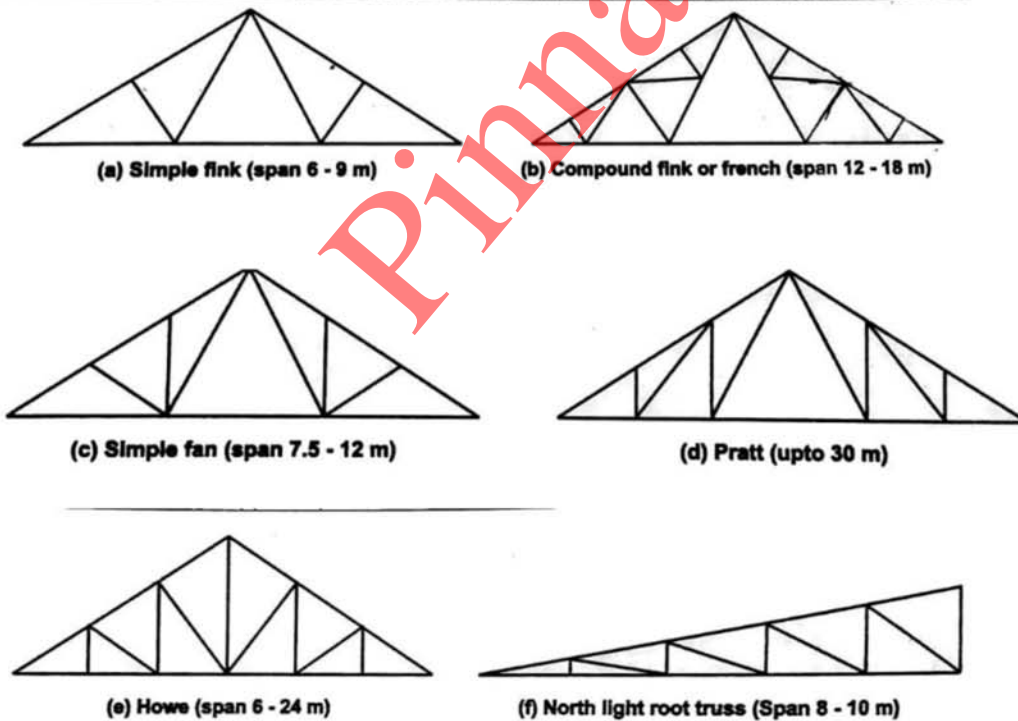 Pinna
(a) Simple fink (span 6 - 9 m)
(b) Compound fink or french (span 12 - 18 m)
(c) Simple fan (span 7.5 - 12 m)
(d) Pratt (upto 30 m)
(e) Howe (span 6 - 24 m)
(f) North light root truss (Span 8 - 10 m)